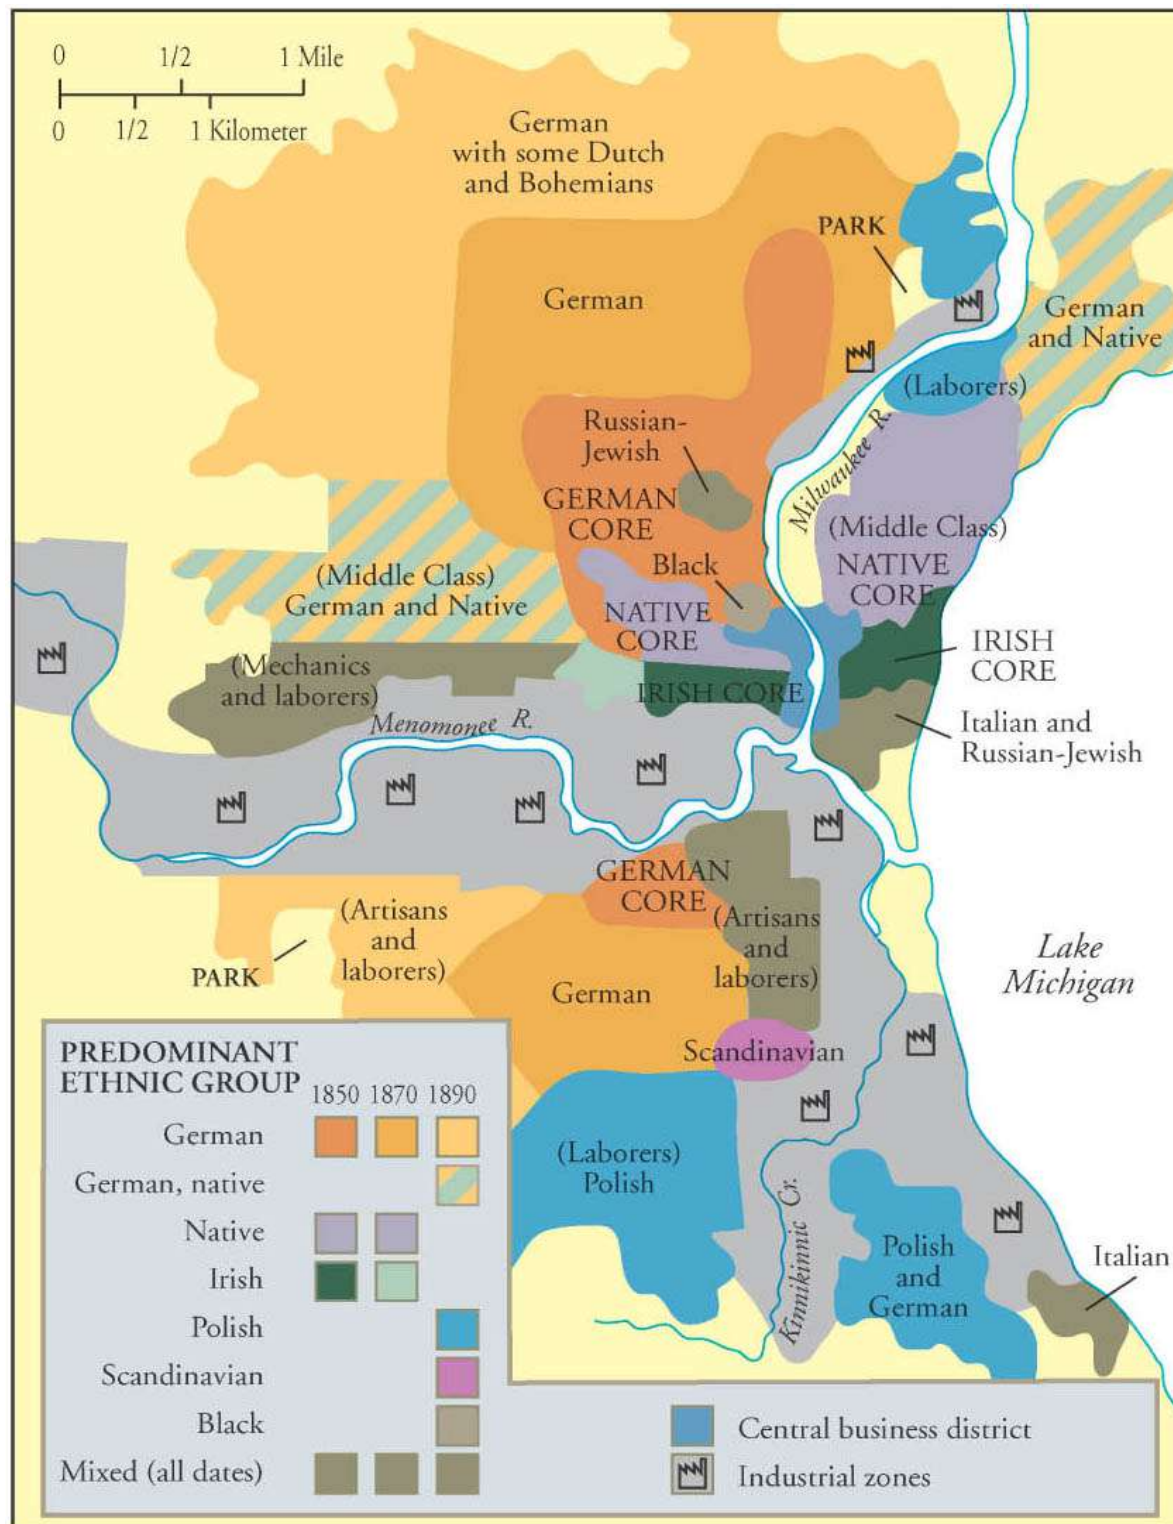 0 1/2 1 Mile
0 1/2 1 Kilometer
German
with some Dutch
and Bohemians
PARK
German
German
and Native
(Laborers)
Russian-
Jewish
Milwaukee R.
GERMAN
CORE
(Middle Class)
NATIVE
CORE
Black
(Middle Class)
German and Native
NATIVE
CORE
IRISH
CORE
(Mechanics
and laborers)
IRISH CORE
Menomonee R.
Italian and
Russian-Jewish
GERMAN
CORE
(Artisans
and
laborers)
(Artisans
and
laborers)
PARK
German
Lake
Michigan
Scandinavian
(Laborers)
Polish
Kinnikinnic Cr.
Polish
and
German
Italian
PREDOMINANT
ETHNIC GROUP 1850 1870 1890
German
German, native
Native
Irish
Polish
Scandinavian
Black
Mixed (all dates)
Central business district
Industrial zones